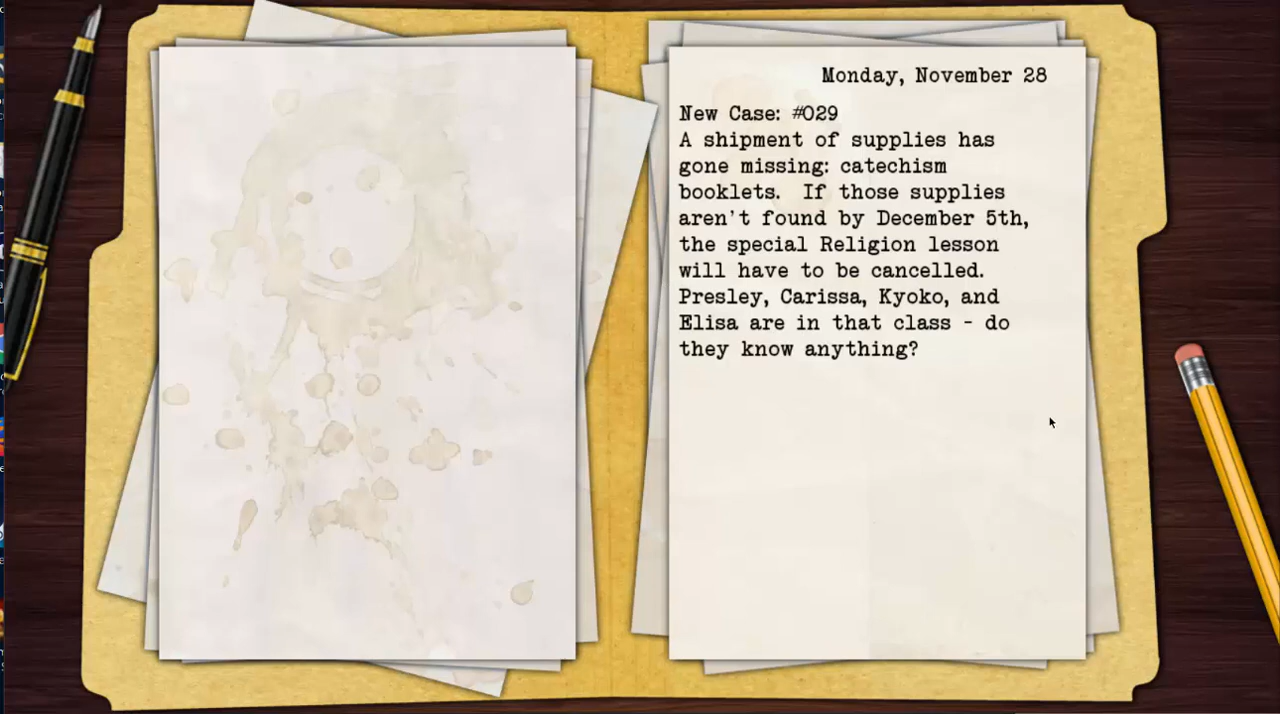 Monday, November 28
New Case: #029
A shipment of supplies has
gone missing: catechism
booklets.  If those supplies
aren't found by December 5th,
the special Religion lesson
will have to be cancelled.
Presley, Carissa, Kyoko, and
Elisa are in that class - do
they know anything?